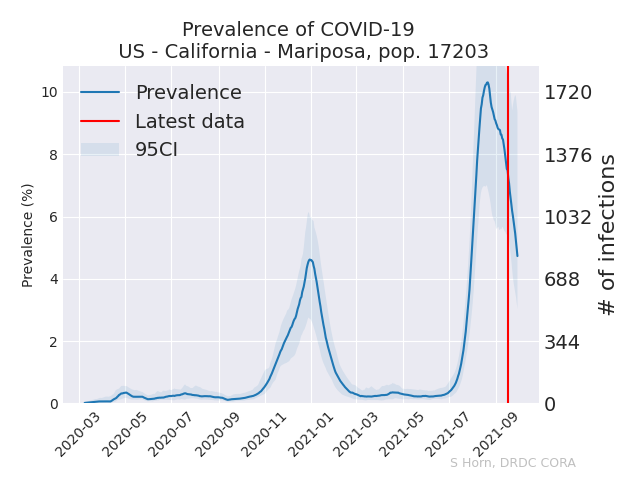 Prevalence of COVID-19
US - California - Mariposa, pop. 17203
Prevalence
Latest data
95CI
Prevalence (%)
10
8
6
4
2
0
1720
1376
1032
688
344
0
# of infections
2020-03
2020-05
2020-07
2020-09
2020-11
2021-01
2021-03
2021-05
2021-07
2021-09
S Horn, DRDC CORA